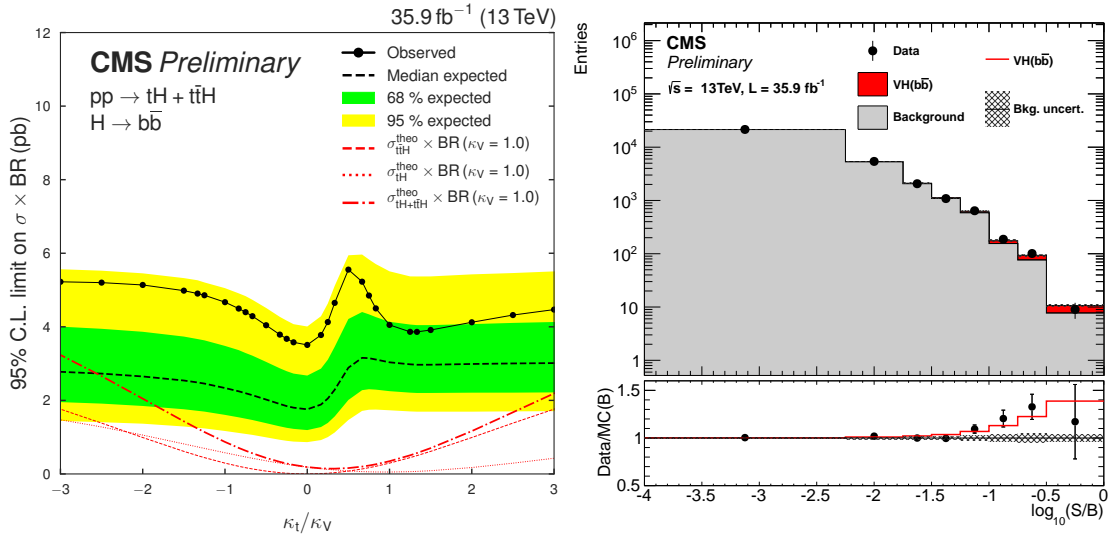 35.9 fb⁻¹ (13 TeV)
CMS Preliminary
pp → tH + tt̄H
H → bb̄
Observed
Median expected
68 % expected
95 % expected
σ^theo_tt̄H × BR (κ_V = 1.0)
σ^theo_tH × BR (κ_V = 1.0)
σ^theo_tH+tt̄H × BR (κ_V = 1.0)
95% C.L. limit on σ × BR (pb)
12
10
8
6
4
2
0
−3 −2 −1 0 1 2 3
κ_t/κ_V
Entries
CMS
Preliminary
√s = 13TeV, L = 35.9 fb⁻¹
Data
VH(bb̄)
Background
VH(bb̄)
Bkg. uncert.
10⁶
10⁵
10⁴
10³
10²
10
1
Data/MC(B)
1.5
1
0.5
-4 -3.5 -3 -2.5 -2 -1.5 -1 -0.5 0
log₁₀(S/B)